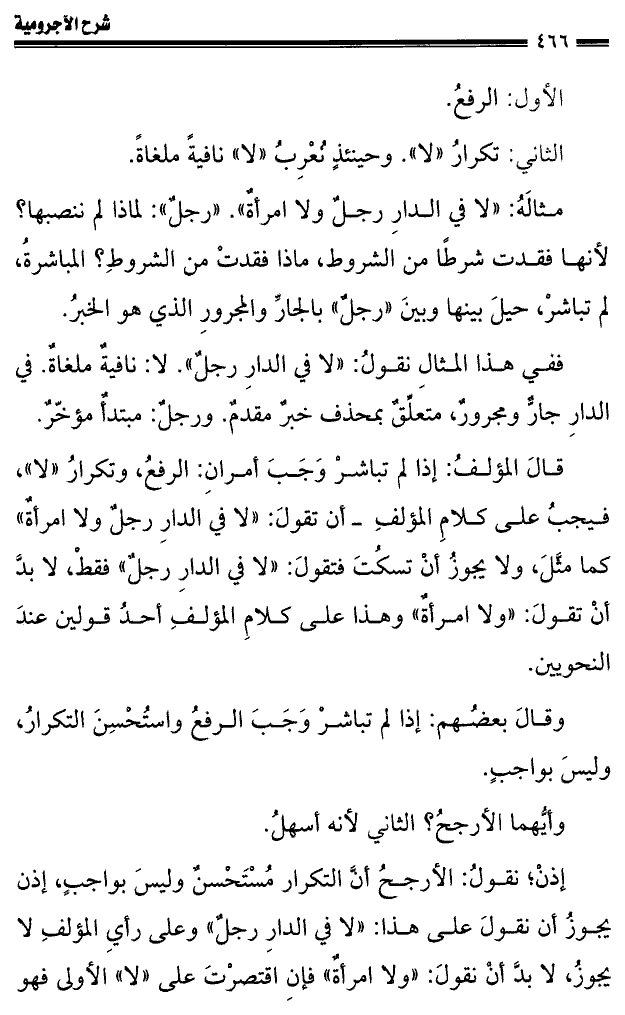 شرح الآجرومية
٤٦٦
الأول: الرفعُ.
الثاني: تكرارُ «لا». وحينئذٍ نُعْرِبُ «لا» نافيةً ملغاةً.
مثالَهُ: «لا في الدارِ رجلٌ ولا امرأةٌ». «رجلٌ»: لماذا لم ننصبها؟
لأنها فقدت شرطًا من الشروط، ماذا فقدتْ من الشروطِ؟ المباشرةُ،
لم تباشرْ، حيلَ بينها وبينَ «رجلٌ» بالجارِّ والمجرورِ الذي هو الخبرُ.
ففي هذا المثالِ نقولُ: «لا في الدارِ رجلٌ». لا: نافيةٌ ملغاةٌ. في
الدارِ جارٌّ ومجرورٌ، متعلِّقٌ بمحذف خبرٌ مقدمٌ. ورجلٌ: مبتدأٌ مؤخّرٌ.
قالَ المؤلفُ: إذا لم تباشرْ وَجَبَ أمرانِ: الرفعُ، وتكرارُ «لا»،
فيجبُ على كلامِ المؤلفِ ـ أن تقولَ: «لا في الدارِ رجلٌ ولا امرأةٌ»
كما مثَّلَ، ولا يجوزُ أنْ تسكُتَ فتقولَ: «لا في الدارِ رجلٌ» فقطْ، لا بدَّ
أنْ تقولَ: «ولا امرأةٌ» وهذا على كلامِ المؤلفِ أحدُ قولين عندَ
النحويين.
وقالَ بعضُهم: إذا لم تباشرْ وَجَبَ الرفعُ واستُحْسِنَ التكرارُ،
وليسَ بواجبٍ.
وأيُّهما الأرجحُ؟ الثاني لأنه أسهلُ.
إذنْ؛ نقولُ: الأرجحُ أنَّ التكرار مُسْتَحْسنٌ وليسَ بواجبٍ، إذن
يجوزُ أن نقولَ على هذا: «لا في الدارِ رجلٌ» وعلى رأيِ المؤلفِ لا
يجوزُ، لا بدَّ أنْ نقولَ: «ولا امرأةٌ» فإنِ اقتصرْتَ على «لا» الأولى فهو